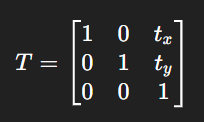 T = [1 0 t_x
0 1 t_y
0 0 1]